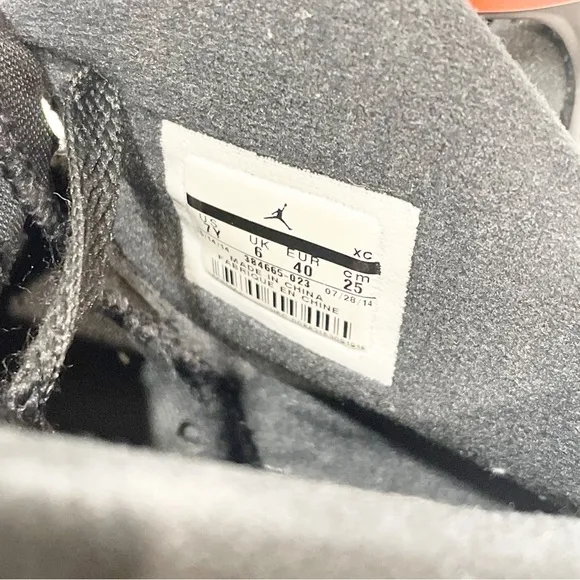 XC
US UK EUR cm
7Y 6 40 25
384665-023 07/28/14
MADE IN CHINA
FABRIQUE EN CHINE